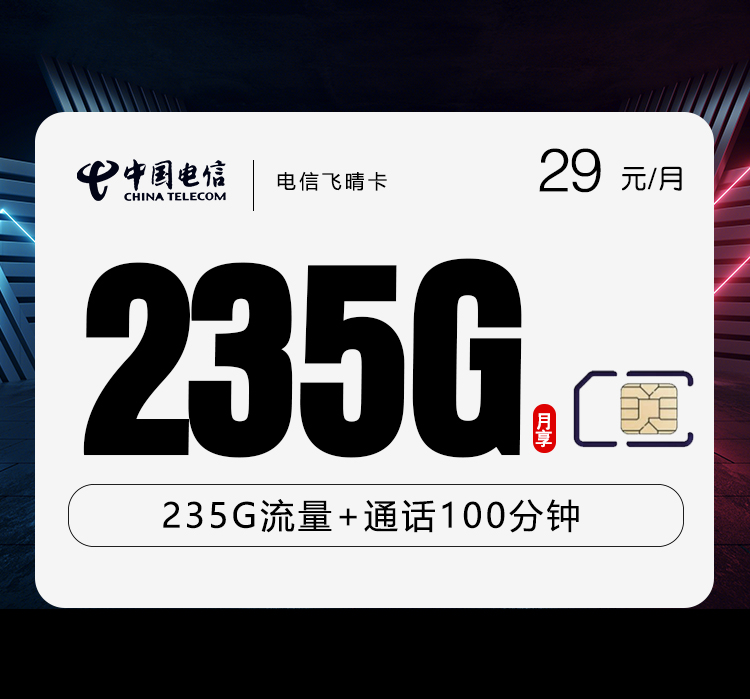 中国电信
CHINA TELECOM
电信飞晴卡
29 元/月
235G
月享
235G流量+通话100分钟